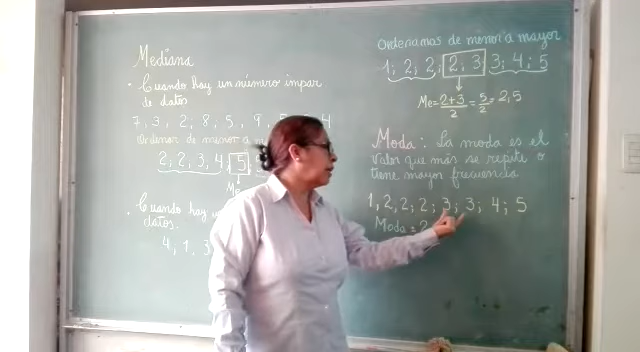 Mediana
· Cuando hay un número impar
de datos
7, 3, 2; 8; 5, 9, 4
Ordenar de menor a
2, 2, 3, 4, 5
Me
· Cuando hay
datos.
4, 1, 3
Ordenamos de menor a mayor
1; 2, 2, 2, 3, 3; 4; 5
Me = 2+3/2 = 5/2 = 2,5
Moda: La moda es el
valor que más se repite o
tiene mayor frecuencia
1, 2, 2, 2; 3; 3; 4; 5
Moda = 2